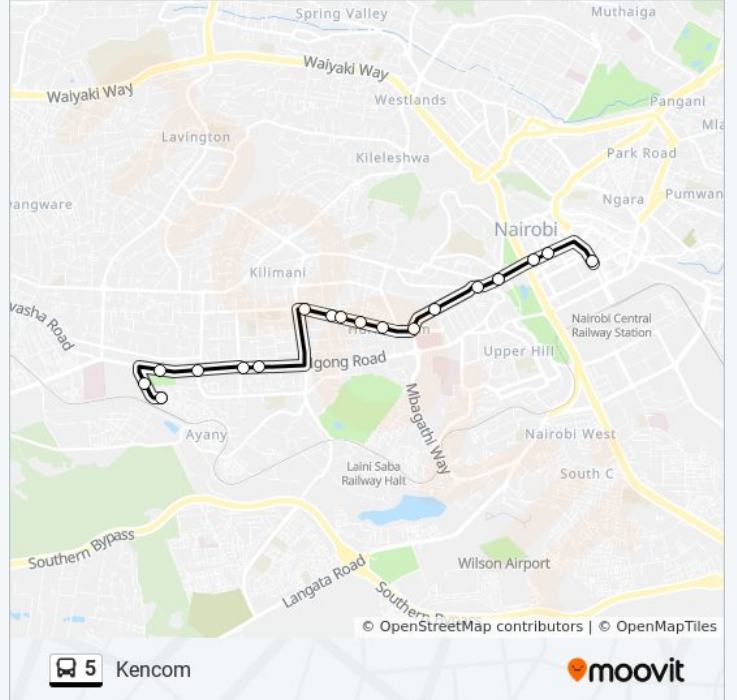 Spring Valley
Muthaiga
Waiyaki Way
Waiyaki Way
Westlands
Pangani
Lavington
Kileleshwa
Park Road
Ngara
Nairobi
Kilimani
Nairobi Central
Railway Station
Upper Hill
Ngong Road
Mbagathi Way
Ayany
Nairobi West
Laini Saba
Railway Halt
South C
Southern Bypass
Wilson Airport
Langata Road
Southern Bypass
© OpenStreetMap contributors | © OpenMapTiles
5 Kencom
moovit